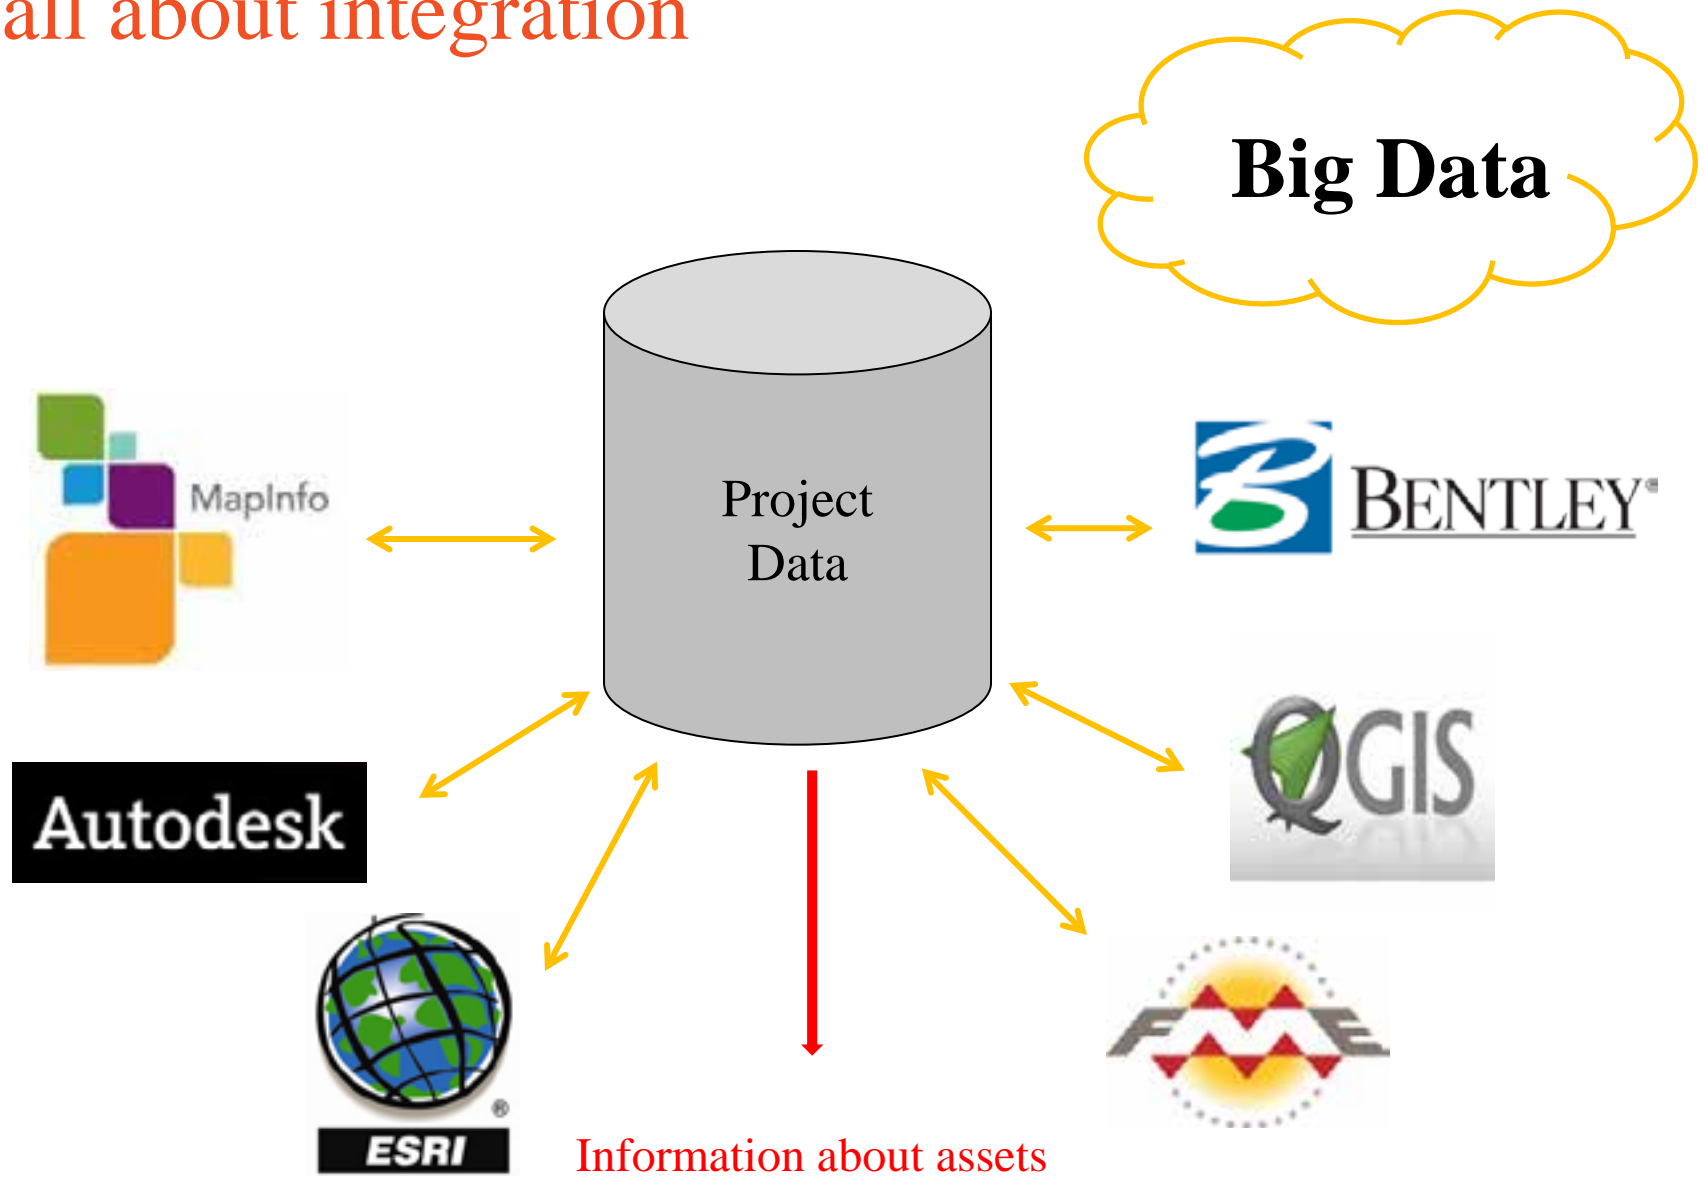 all about integration
Big Data
MapInfo
Project
Data
BENTLEY®
Autodesk
QGIS
FME
®
ESRI
Information about assets